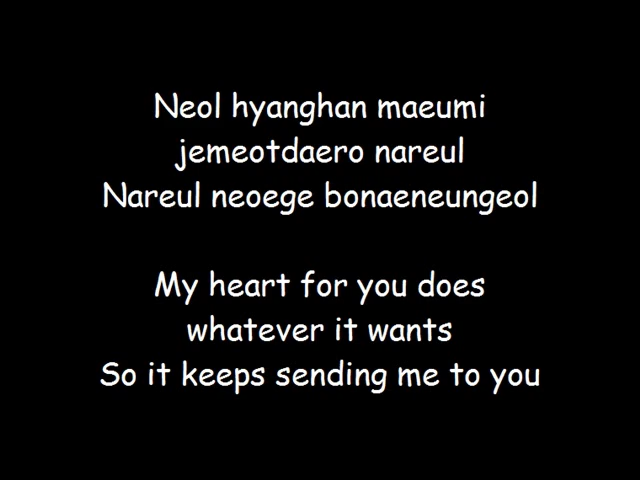 Neol hyanghan maeumi
jemeotdaero nareul
Nareul neoege bonaeneungeol
My heart for you does
whatever it wants
So it keeps sending me to you